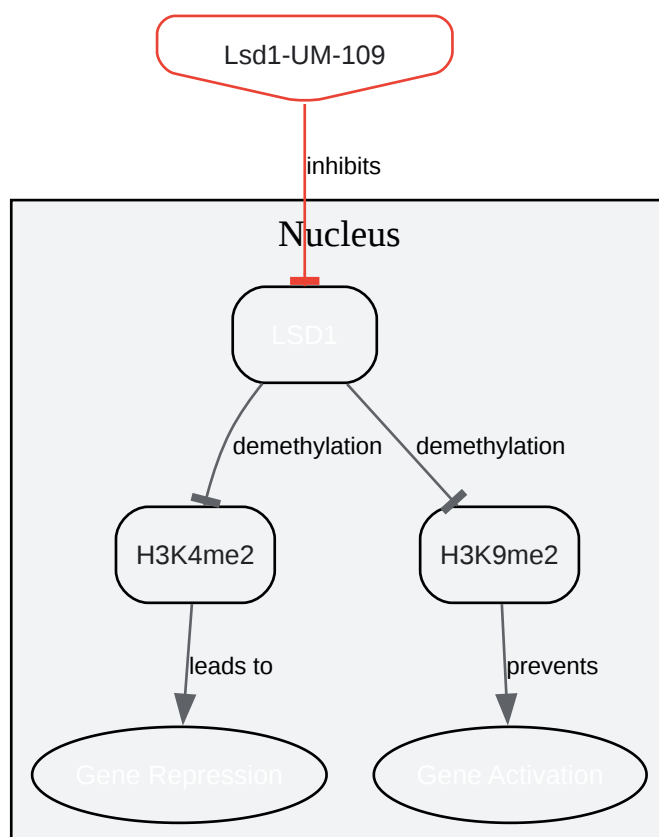 Lsd1-UM-109
inhibits
Nucleus
LSD1
demethylation
demethylation
H3K4me2
H3K9me2
leads to
prevents
Gene Repression
Gene Activation